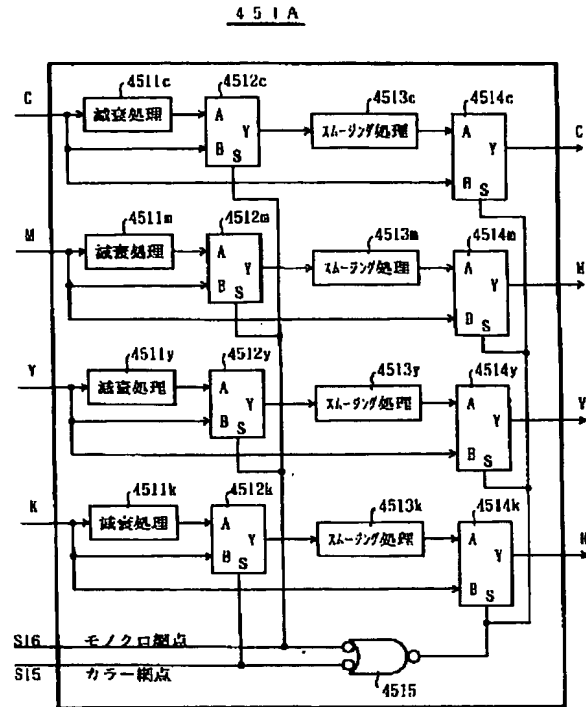 451A
4511c 4512c 4513c 4514c
C 減衰処理 A B S Y スムージング処理 A B S Y C
4511m 4512m 4513m 4514m
M 減衰処理 A B S Y スムージング処理 A B S Y M
4511y 4512y 4513y 4514y
Y 減衰処理 A B S Y スムージング処理 A B S Y Y
4511k 4512k 4513k 4514k
K 減衰処理 A B S Y スムージング処理 A B S Y K
S16 モノクロ網点
S15 カラー網点
4515